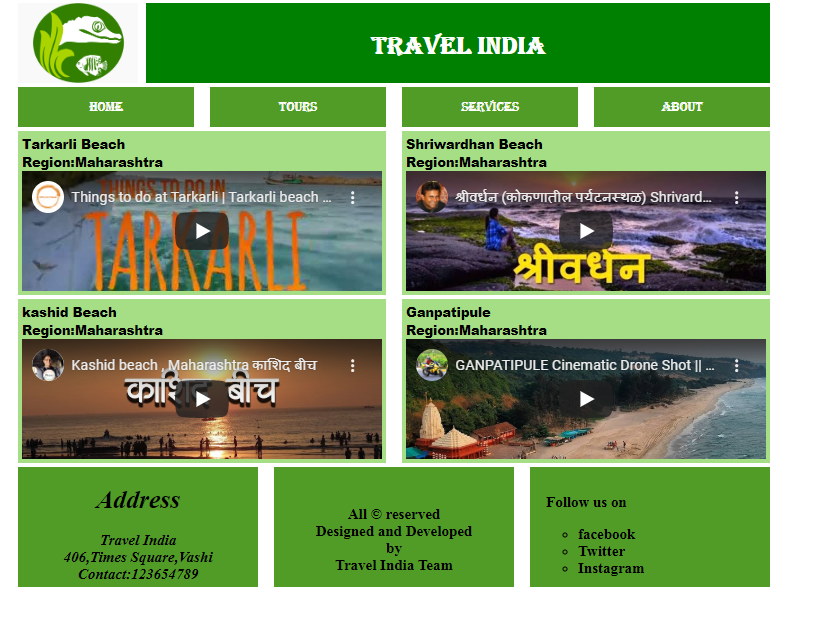 TRAVEL INDIA
HOME
TOURS
SERVICES
ABOUT
Tarkarli Beach
Region:Maharashtra
THINGS TO DO IN
Things to do at Tarkarli | Tarkarli beach ...
TARKARLI
Shriwardhan Beach
Region:Maharashtra
श्रीवर्धन (कोकणातील पर्यटनस्थळ) Shrivard...
श्रीवर्धन
kashid Beach
Region:Maharashtra
Kashid beach , Maharashtra काशिद बीच
काशिद बीच
Ganpatipule
Region:Maharashtra
GANPATIPULE Cinematic Drone Shot || ...
Address
Travel India
406,Times Square,Vashi
Contact:123654789
All © reserved
Designed and Developed
by
Travel India Team
Follow us on
facebook
Twitter
Instagram